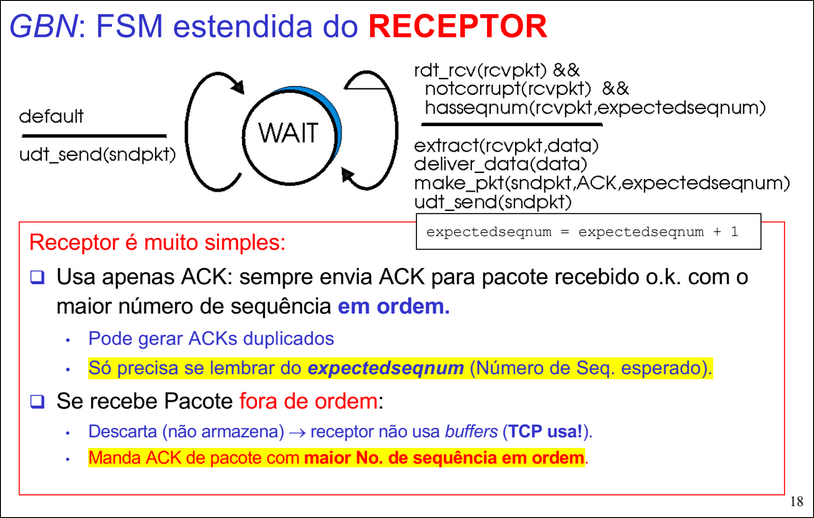 GBN: FSM estendida do RECEPTOR
default
udt_send(sndpkt)
WAIT
rdt_rcv(rcvpkt) &&
notcorrupt(rcvpkt) &&
hasseqnum(rcvpkt,expectedseqnum)
extract(rcvpkt,data)
deliver_data(data)
make_pkt(sndpkt,ACK,expectedseqnum)
udt_send(sndpkt)
expectedseqnum = expectedseqnum + 1
Receptor é muito simples:
❑ Usa apenas ACK: sempre envia ACK para pacote recebido o.k. com o
maior número de sequência em ordem.
• Pode gerar ACKs duplicados
• Só precisa se lembrar do expectedseqnum (Número de Seq. esperado).
❑ Se recebe Pacote fora de ordem:
• Descarta (não armazena) → receptor não usa buffers (TCP usa!).
• Manda ACK de pacote com maior No. de sequência em ordem.
18